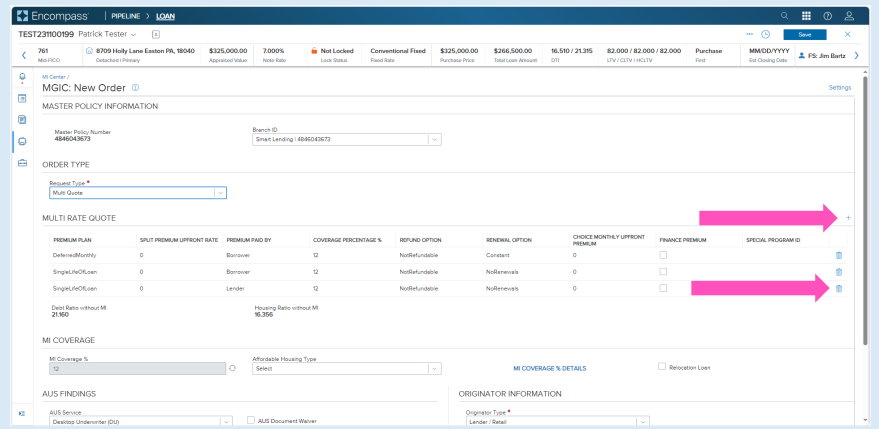 Encompass® | PIPELINE > LOAN
TEST231100199 Patrick Tester
Save
761 8709 Holly Lane Easton PA, 18040 $325,000.00 7.000% Not Locked Conventional Fixed $325,000.00 $266,500.00 16.510 / 21.315 82.000 / 82.000 / 82.000 Purchase MM/DD/YYYY FS: Jim Bartz
Mid-FICO Detached | Primary Appraised Value Note Rate Lock Status Fixed Rate Purchase Price Total Loan Amount DTI LTV / CLTV / HCLTV First Est Closing Date
MI Center /
MGIC: New Order Settings
MASTER POLICY INFORMATION
Master Policy Number Branch ID
4846043673 Smart Lending | 4846043673
ORDER TYPE
Request Type *
Multi Quote
MULTI RATE QUOTE +
PREMIUM PLAN SPLIT PREMIUM UPFRONT RATE PREMIUM PAID BY COVERAGE PERCENTAGE % REFUND OPTION RENEWAL OPTION CHOICE MONTHLY UPFRONT PREMIUM FINANCE PREMIUM SPECIAL PROGRAM ID
DeferredMonthly 0 Borrower 12 NotRefundable Constant 0
SingleLifeOfLoan 0 Borrower 12 NotRefundable NoRenewals 0
SingleLifeOfLoan 0 Lender 12 NotRefundable NoRenewals 0
Debt Ratio without MI Housing Ratio without MI
21.160 16.356
MI COVERAGE
MI Coverage % Affordable Housing Type
12 Select MI COVERAGE % DETAILS Relocation Loan
AUS FINDINGS ORIGINATOR INFORMATION
AUS Service Originator Type *
Desktop Underwriter (DU) AUS Document Waiver Lender / Retail